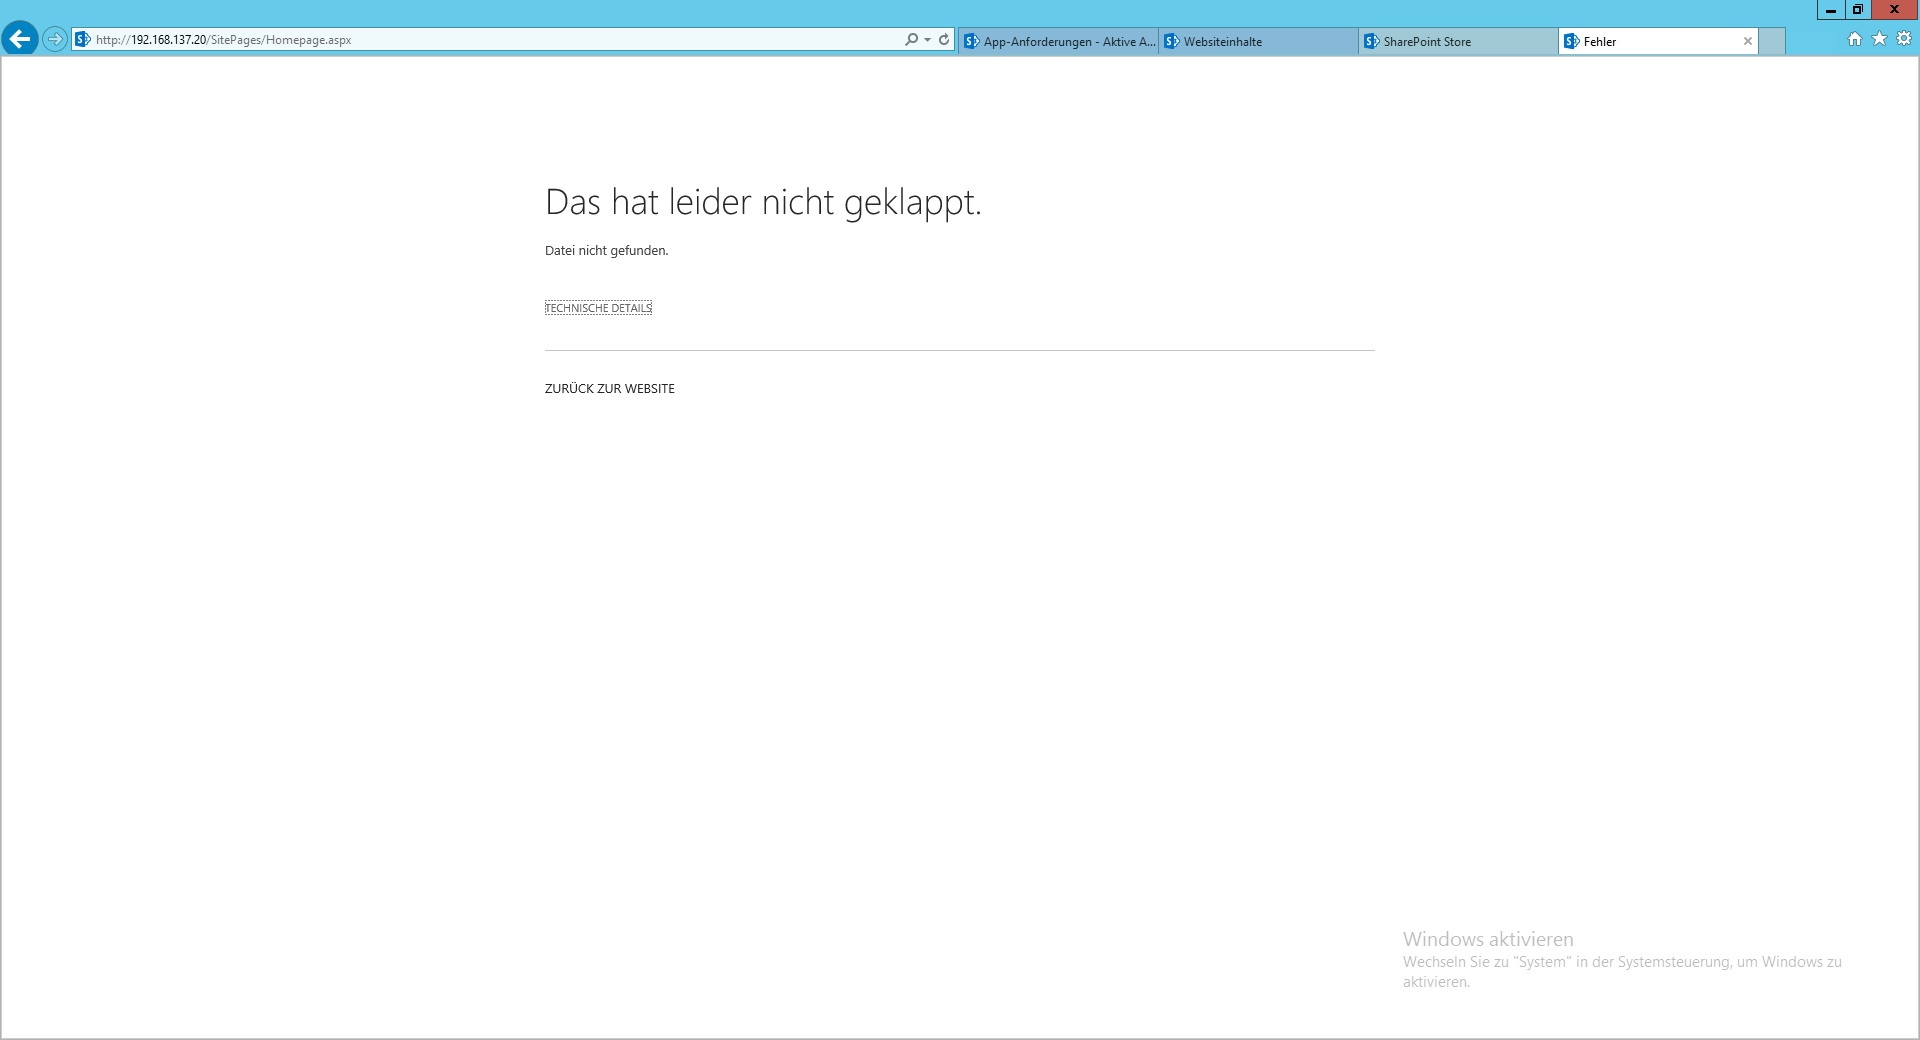 http://192.168.137.20/SitePages/Homepage.aspx
App-Anforderungen - Aktive A...
Websiteinhalte
SharePoint Store
Fehler
Das hat leider nicht geklappt.
Datei nicht gefunden.
TECHNISCHE DETAILS
ZURÜCK ZUR WEBSITE
Windows aktivieren
Wechseln Sie zu "System" in der Systemsteuerung, um Windows zu
aktivieren.